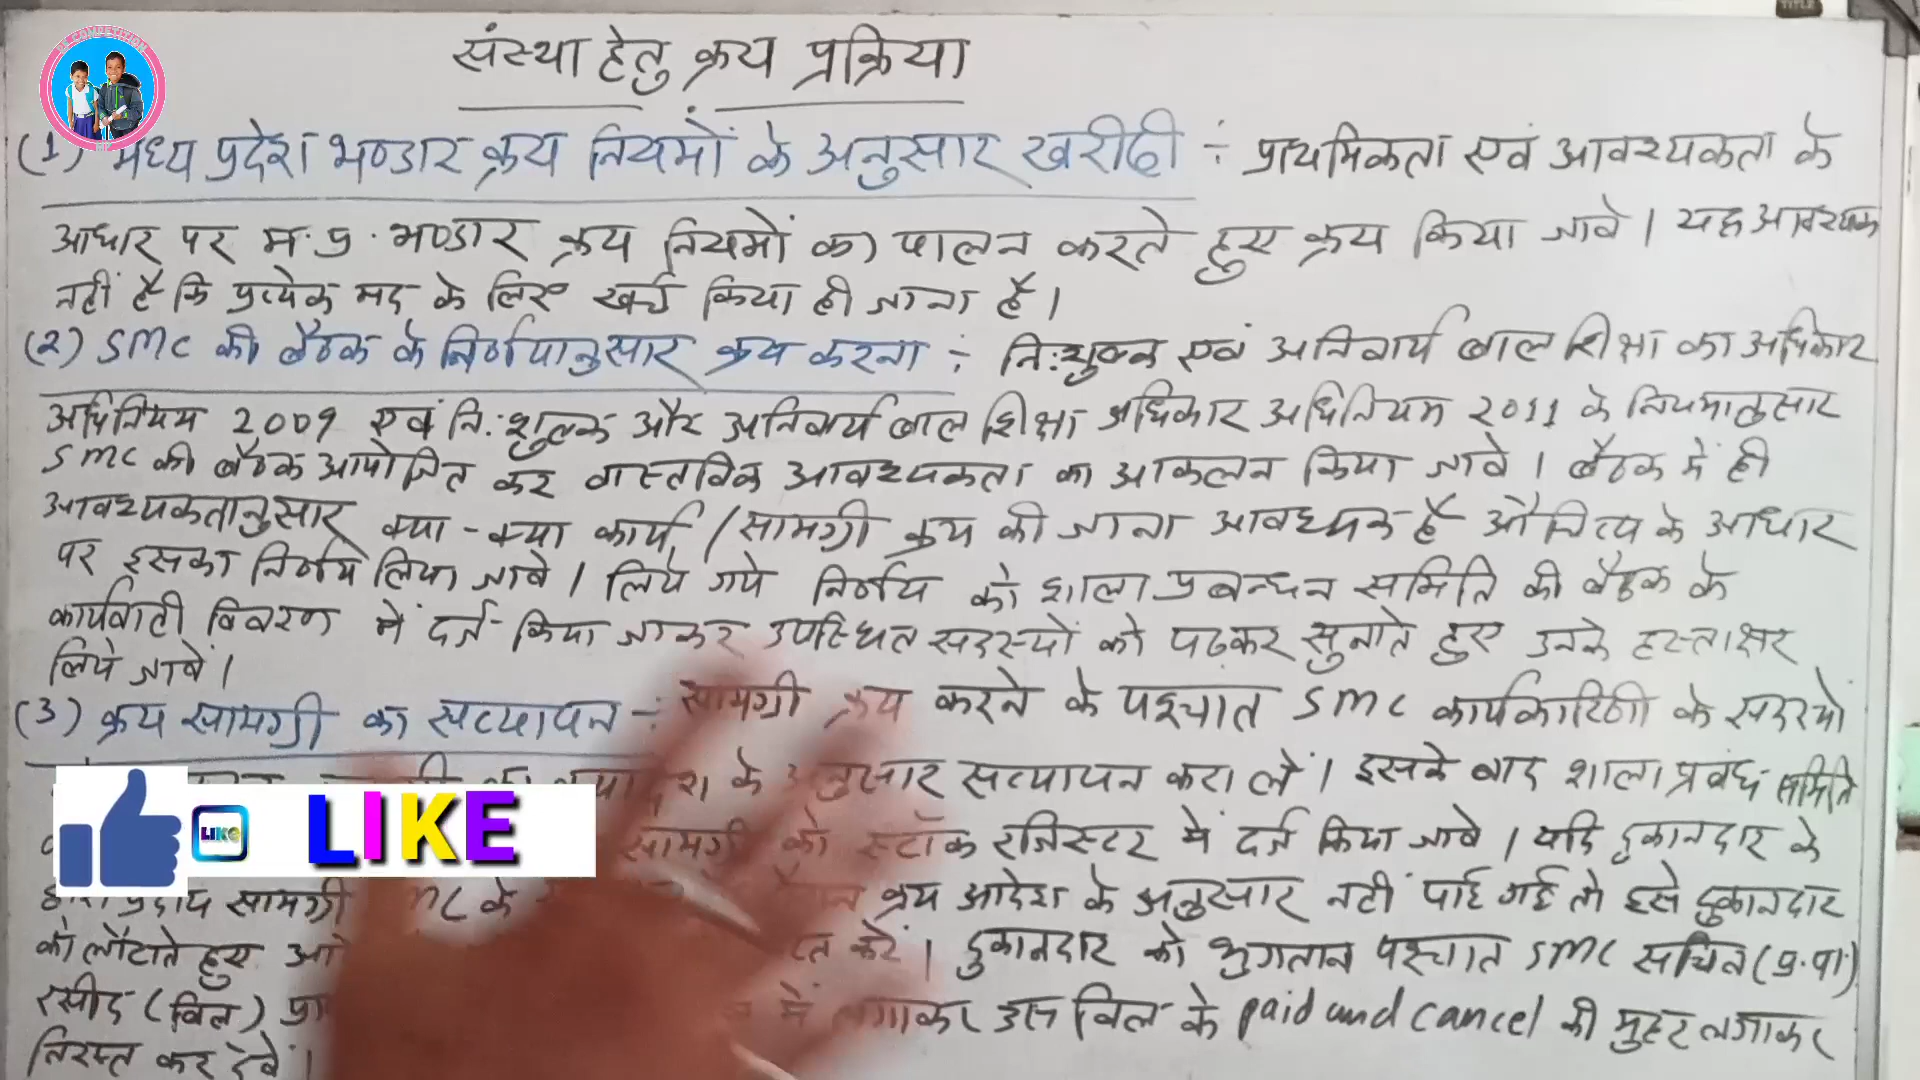 संस्था हेतु क्रय प्रक्रिया
(1) मध्य प्रदेश भण्डार क्रय नियमों के अनुसार खरीदी ÷ प्राथमिकता एवं आवश्यकता के
आधार पर म.प्र. भण्डार क्रय नियमों का पालन करते हुए क्रय किया जावे। यह आवश्यक
नहीं है कि प्रत्येक मद के लिए खर्च किया ही जाना है।
(2) SMC की बैठक के निर्णयानुसार क्रय करना ÷ नि:शुल्क एवं अनिवार्य बाल शिक्षा का अधिकार
अधिनियम 2009 एवं नि:शुल्क और अनिवार्य बाल शिक्षा अधिकार अधिनियम 2011 के नियमानुसार
SMC की बैठक आयोजित कर वास्तविक आवश्यकता का आकलन किया जावे। बैठक में ही
आवश्यकतानुसार क्या-क्या कार्य/सामग्री क्रय की जाना आवश्यक है औचित्य के आधार
पर इसका निर्णय लिया जावे। लिये गये निर्णय को शाला प्रबन्धन समिति की बैठक के
कार्यवाही विवरण में दर्ज किया जाकर उपस्थित सदस्यों को पढ़कर सुनाते हुए उनके हस्ताक्षर
लिये जावें।
(3) क्रय सामग्री का सत्यापन ÷ सामग्री क्रय करने के पश्चात SMC कार्यकारिणी के सदस्यों
के अनुसार सत्यापन करा लें। इसके बाद शाला प्रबंध समिति
LIKE LIKE सामग्री को स्टॉक रजिस्टर में दर्ज किया जावे। यदि दुकानदार के
द्वारा प्रदाय सामग्री SMC के क्रय आदेश के अनुसार नहीं पाई गई तो इसे दुकानदार
को लौटाते हुए करें। दुकानदार को भुगतान पश्चात SMC सचिव (प्र.पा.)
रसीद (बिल) में लगाकर उस बिल के paid and cancel की मुहर लगाकर
निरस्त कर देवें।